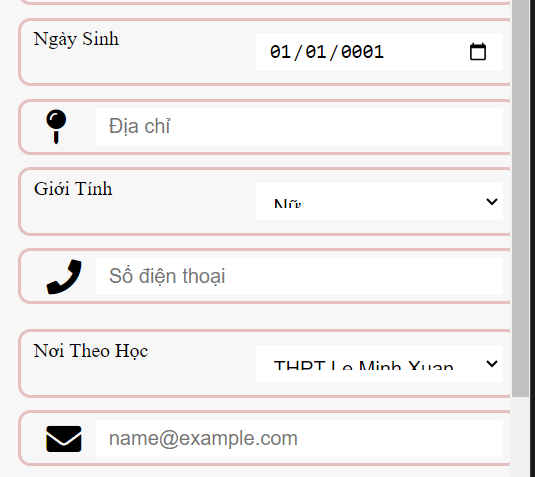 Ngày Sinh
01/01/0001
Địa chỉ
Giới Tính
Nữ
Số điện thoại
Nơi Theo Học
THPT Le Minh Xuan
name@example.com